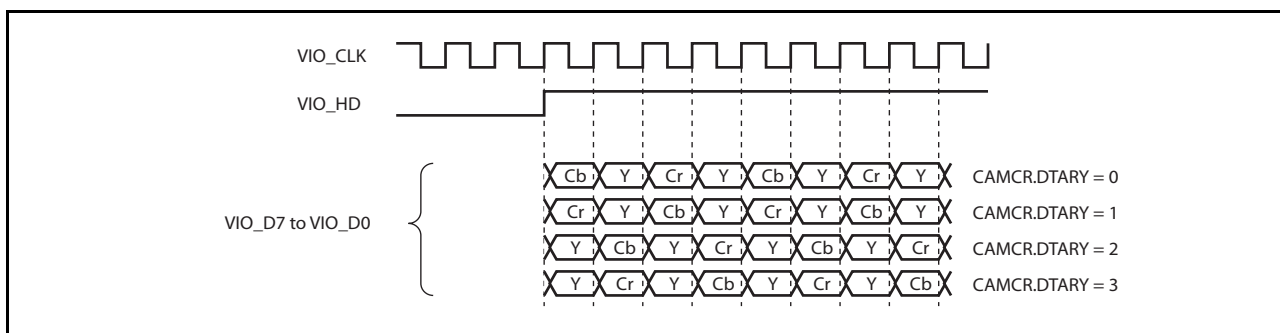 VIO_CLK
VIO_HD
Cb Y Cr Y Cb Y Cr Y CAMCR.DTARY = 0
Cr Y Cb Y Cr Y Cb Y CAMCR.DTARY = 1
VIO_D7 to VIO_D0
Y Cb Y Cr Y Cb Y Cr CAMCR.DTARY = 2
Y Cr Y Cb Y Cr Y Cb CAMCR.DTARY = 3